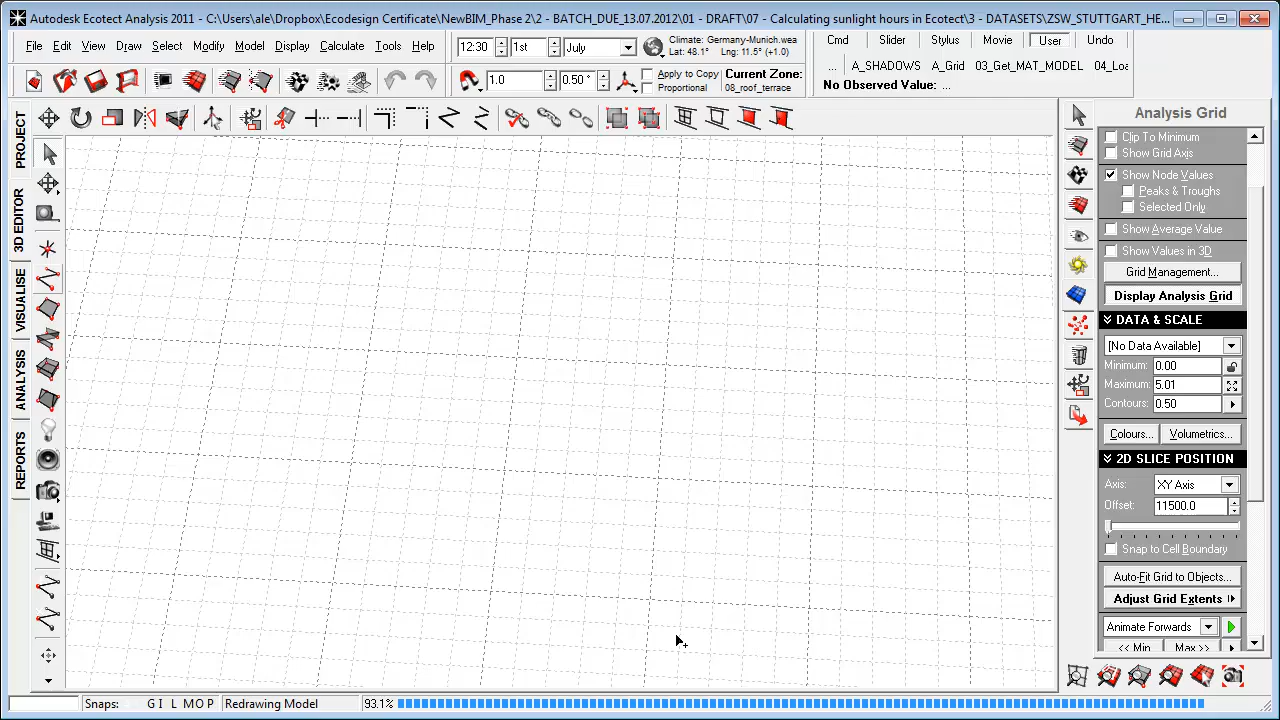 Autodesk Ecotect Analysis 2011 - C:\Users\ale\Dropbox\Ecodesign Certificate\NewBIM_Phase 2\2 - BATCH_DUE_13.07.2012\01 - DRAFT\07 - Calculating sunlight hours in Ecotect\3 - DATASETS\ZSW_STUTTGART_HE...
File Edit View Draw Select Modify Model Display Calculate Tools Help
12:30 1st July
Climate: Germany-Munich.wea
Lat: 48.1° Lng: 11.5° (+1.0)
Cmd Slider Stylus Movie User Undo
... A_SHADOWS A_Grid 03_Get_MAT_MODEL 04_Loa
No Observed Value: ...
1.0 0.50 °
Apply to Copy
Proportional
Current Zone:
08_roof_terrace
PROJECT
3D EDITOR
VISUALISE
ANALYSIS
REPORTS
Analysis Grid
Clip To Minimum
Show Grid Axis
Show Node Values
Peaks & Troughs
Selected Only
Show Average Value
Show Values in 3D
Grid Management...
Display Analysis Grid
DATA & SCALE
[No Data Available]
Minimum: 0.00
Maximum: 5.01
Contours: 0.50
Colours... Volumetrics...
2D SLICE POSITION
Axis: XY Axis
Offset: 11500.0
Snap to Cell Boundary
Auto-Fit Grid to Objects...
Adjust Grid Extents
Animate Forwards
<< Min Max >>
Snaps: G I L M O P Redrawing Model 93.1%